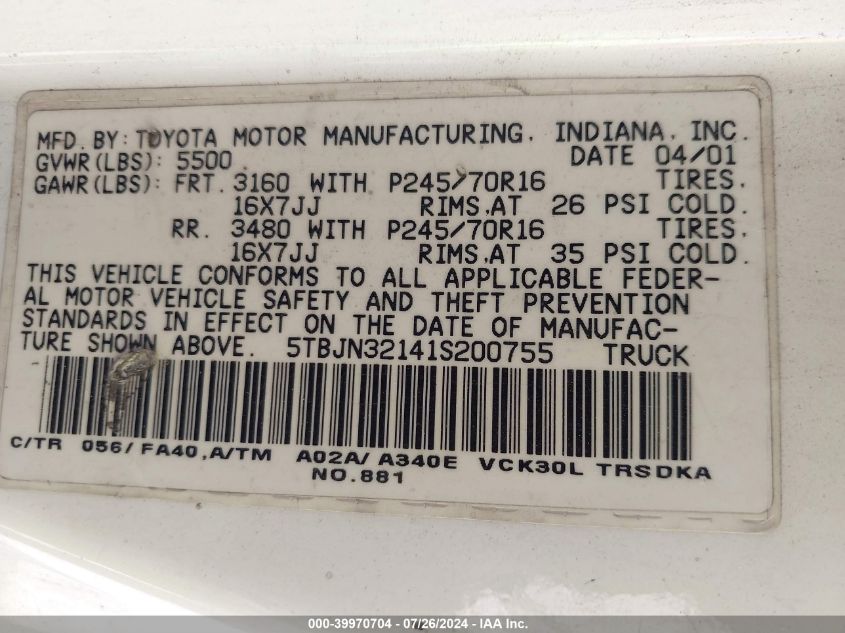 MFD. BY: TOYOTA MOTOR MANUFACTURING, INDIANA, INC.
GVWR(LBS): 5500 DATE 04/01
GAWR(LBS): FRT. 3160 WITH P245/70R16 TIRES,
16X7JJ RIMS,AT 26 PSI COLD.
RR. 3480 WITH P245/70R16 TIRES,
16X7JJ RIMS,AT 35 PSI COLD.
THIS VEHICLE CONFORMS TO ALL APPLICABLE FEDER-
AL MOTOR VEHICLE SAFETY AND THEFT PREVENTION
STANDARDS IN EFFECT ON THE DATE OF MANUFAC-
TURE SHOWN ABOVE. 5TBJN32141S200755 TRUCK
C/TR 056/FA40,A/TM A02A/A340E VCK30L TRSDKA
NO.881
000-39970704 - 07/26/2024 - IAA Inc.